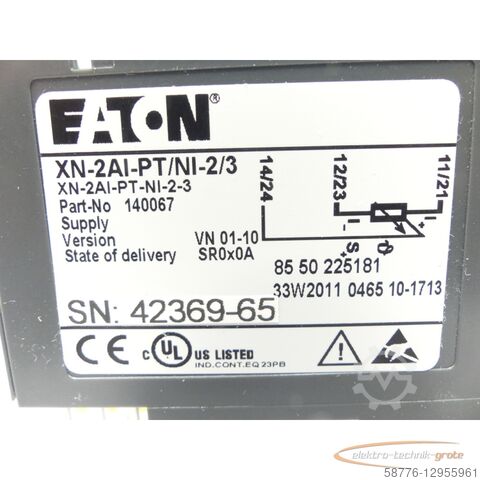 EATON®
XN-2AI-PT/NI-2/3
XN-2AI-PT-NI-2-3
Part-No 140067
Supply
Version VN 01-10
State of delivery SR0x0A
14/24
12/23
11/21
I-
S+
I+
ϑ
85 50 225181
33W2011 0465 10-1713
SN: 42369-65
CE
c UL US LISTED
IND.CONT.EQ 23PB
elektro-technik-grote
58776-12955961